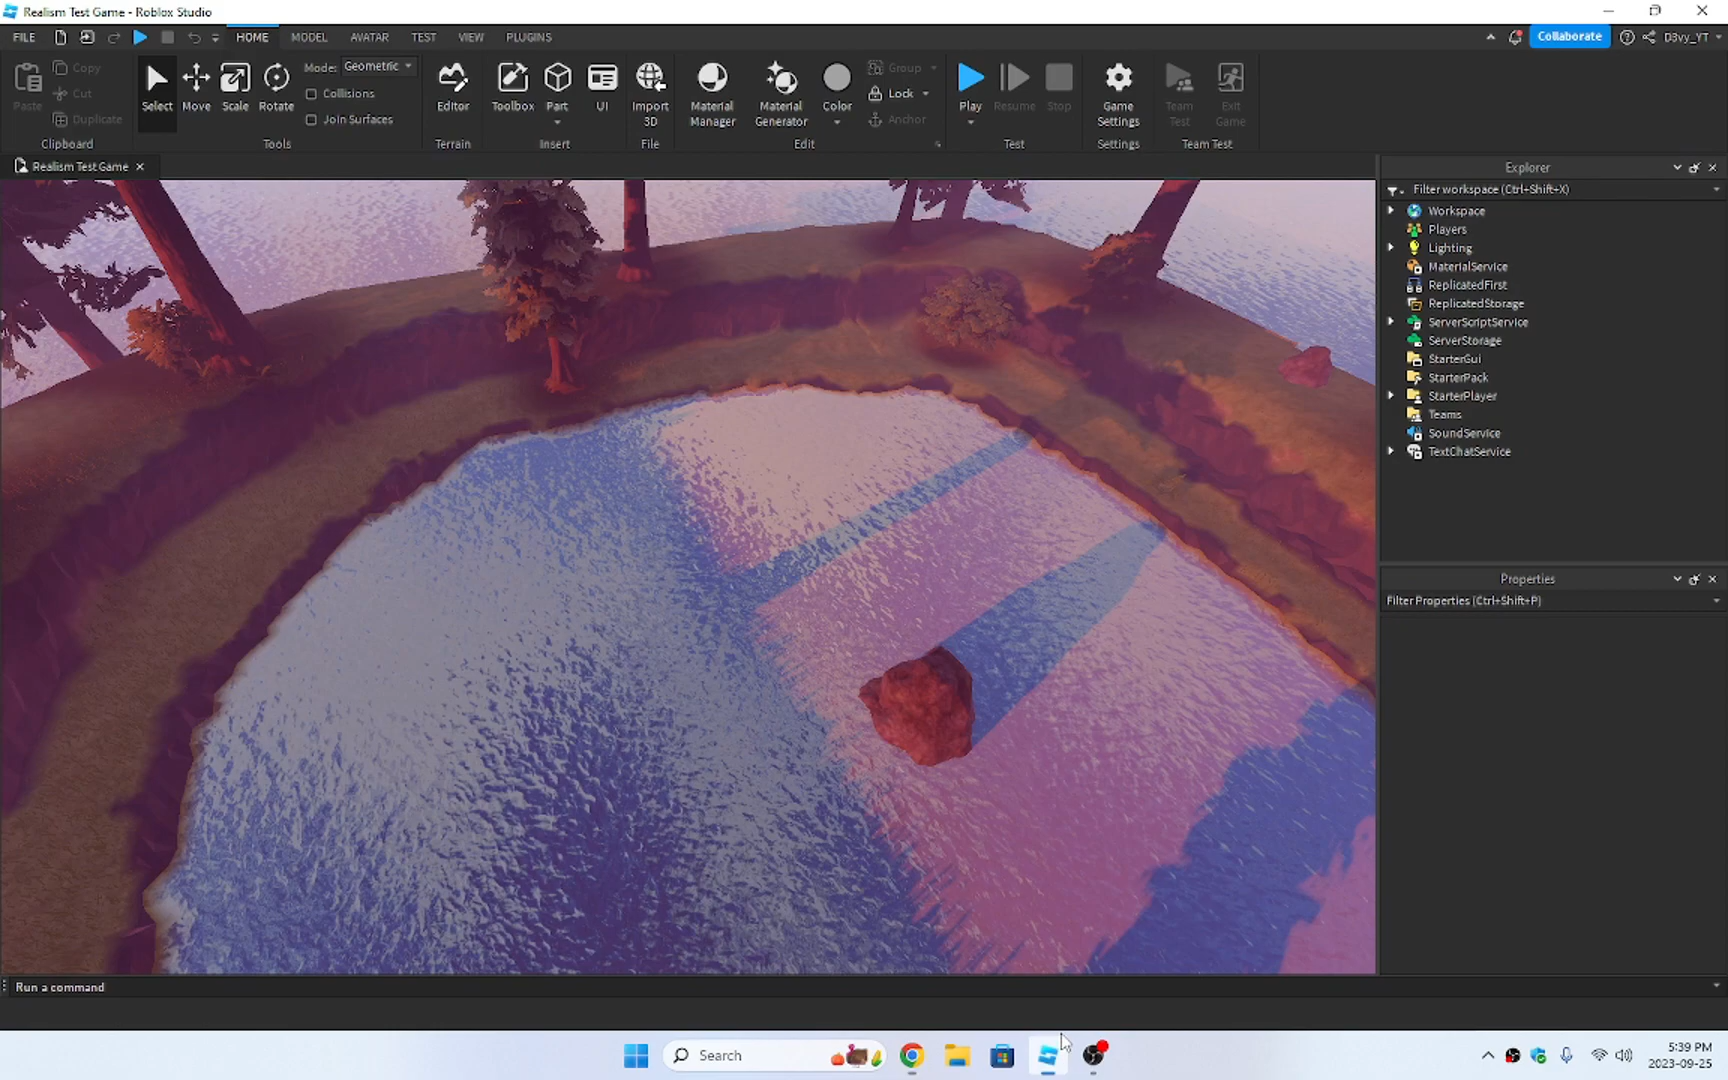 Realism Test Game - Roblox Studio
FILE HOME MODEL AVATAR TEST VIEW PLUGINS Collaborate D3vy_YT
Paste Copy Cut Duplicate Clipboard
Select Move Scale Rotate Mode: Geometric Collisions Join Surfaces Tools
Editor Terrain
Toolbox Part UI Insert
Import 3D File
Material Manager Material Generator Color Group Lock Anchor Edit
Play Resume Stop Test
Game Settings Settings
Team Test Exit Game Team Test
Realism Test Game
Explorer
Filter workspace (Ctrl+Shift+X)
Workspace
Players
Lighting
MaterialService
ReplicatedFirst
ReplicatedStorage
ServerScriptService
ServerStorage
StarterGui
StarterPack
StarterPlayer
Teams
SoundService
TextChatService
Properties
Filter Properties (Ctrl+Shift+P)
Run a command
Search
5:39 PM
2023-09-25